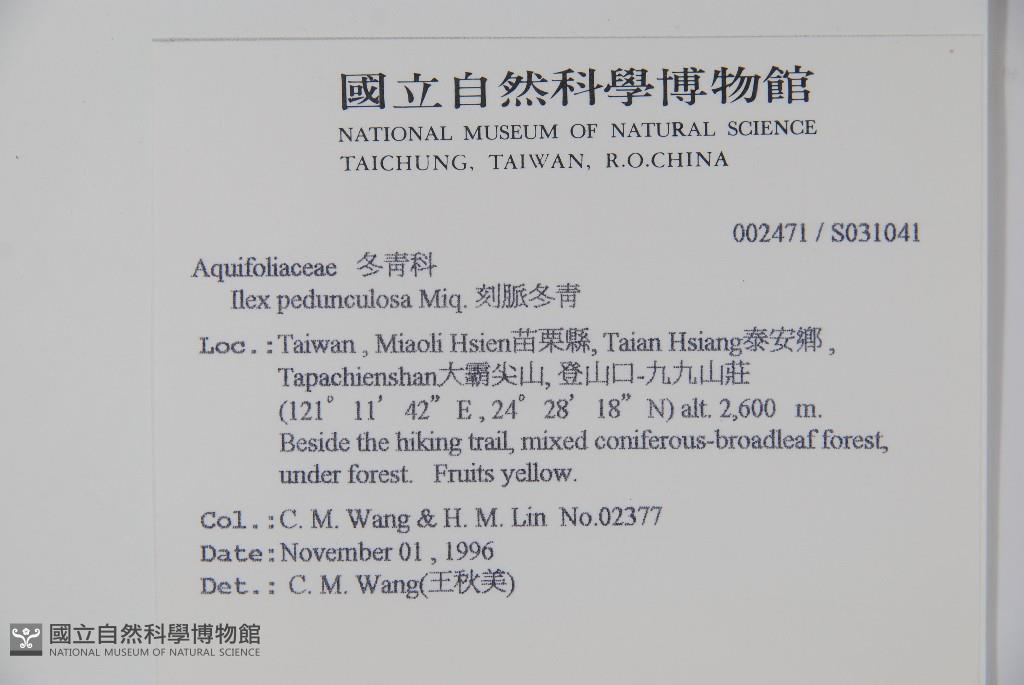 國立自然科學博物館
NATIONAL MUSEUM OF NATURAL SCIENCE
TAICHUNG, TAIWAN, R.O.CHINA
002471 / S031041
Aquifoliaceae 冬青科
Ilex pedunculosa Miq. 刻脈冬青
Loc.:Taiwan , Miaoli Hsien苗栗縣, Taian Hsiang泰安鄉 ,
Tapachienshan大霸尖山, 登山口-九九山莊
(121° 11' 42" E , 24° 28' 18" N) alt. 2,600 m.
Beside the hiking trail, mixed coniferous-broadleaf forest,
under forest. Fruits yellow.
Col.:C. M. Wang & H. M. Lin No.02377
Date:November 01 , 1996
Det.: C. M. Wang(王秋美)
國立自然科學博物館
NATIONAL MUSEUM OF NATURAL SCIENCE